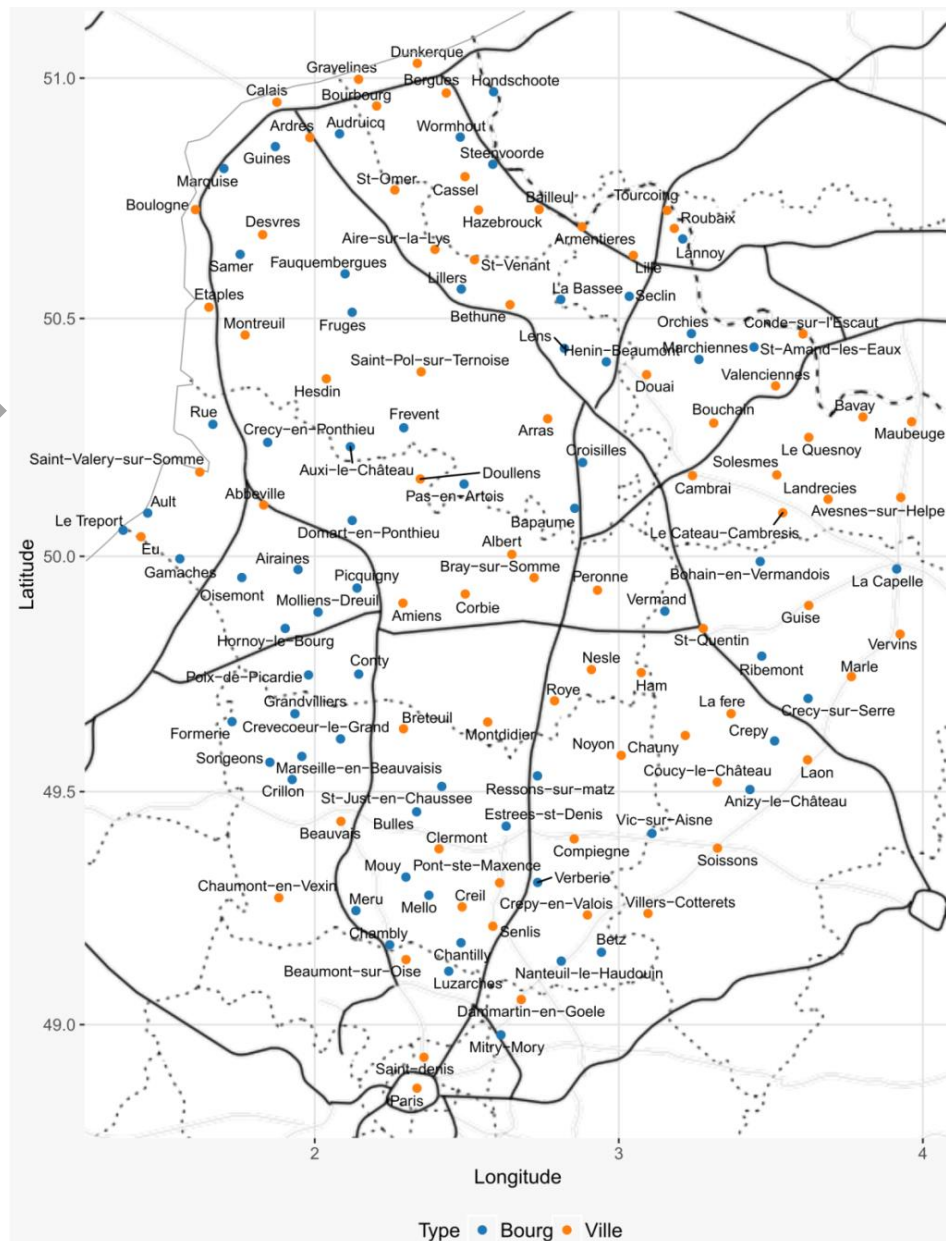 Dunkerque
Gravelines
Bergues
Hondschoote
51.0
Calais
Bourbourg
Ardres
Audruicq
Wormhout
Guines
Steenvoorde
Marquise
St−Omer
Cassel
Bailleul
Tourcoing
Boulogne
Desvres
Hazebrouck
Roubaix
Aire−sur−la−Lys
Armentieres
Lannoy
Samer
Fauquembergues
St−Venant
Lille
Lillers
La Bassee
Seclin
Etaples
50.5
Montreuil
Fruges
Bethune
Lens
Orchies
Conde−sur−l'Escaut
Henin−Beaumont
Marchiennes
St−Amand−les−Eaux
Saint−Pol−sur−Ternoise
Valenciennes
Hesdin
Douai
Rue
Frevent
Bouchain
Bavay
Crecy−en−Ponthieu
Arras
Croisilles
Le Quesnoy
Maubeuge
Saint−Valery−sur−Somme
Auxi−le−Château
Doullens
Solesmes
Pas−en−Artois
Cambrai
Landrecies
Ault
Abbeville
Avesnes−sur−Helpe
Le Treport
Domart−en−Ponthieu
Bapaume
Le Cateau−Cambresis
Eu
Albert
50.0
Gamaches
Airaines
Bray−sur−Somme
Bohain−en−Vermandois
Oisemont
Picquigny
Peronne
La Capelle
Molliens−Dreuil
Amiens
Corbie
Vermand
Guise
Hornoy−le−Bourg
St−Quentin
Vervins
Poix−de−Picardie
Conty
Nesle
Ribemont
Marle
Ham
Grandvilliers
Roye
La fere
Crecy−sur−Serre
Formerie
Crevecoeur−le−Grand
Breteuil
Montdidier
Crepy
Noyon
Chauny
Songeons
Marseille−en−Beauvaisis
Coucy−le−Château
Laon
Crillon
Ressons−sur−matz
49.5
St−Just−en−Chaussee
Anizy−le−Château
Beauvais
Bulles
Estrees−st−Denis
Vic−sur−Aisne
Clermont
Compiegne
Soissons
Mouy
Pont−ste−Maxence
Verberie
Chaumont−en−Vexin
Meru
Mello
Creil
Crepy−en−Valois
Villers−Cotterets
Chambly
Senlis
Betz
Chantilly
Beaumont−sur−Oise
Nanteuil−le−Haudouin
Luzarches
Dammartin−en−Goele
49.0
Mitry−Mory
Saint−denis
Paris
2
3
4
Latitude
Longitude
Type Bourg Ville